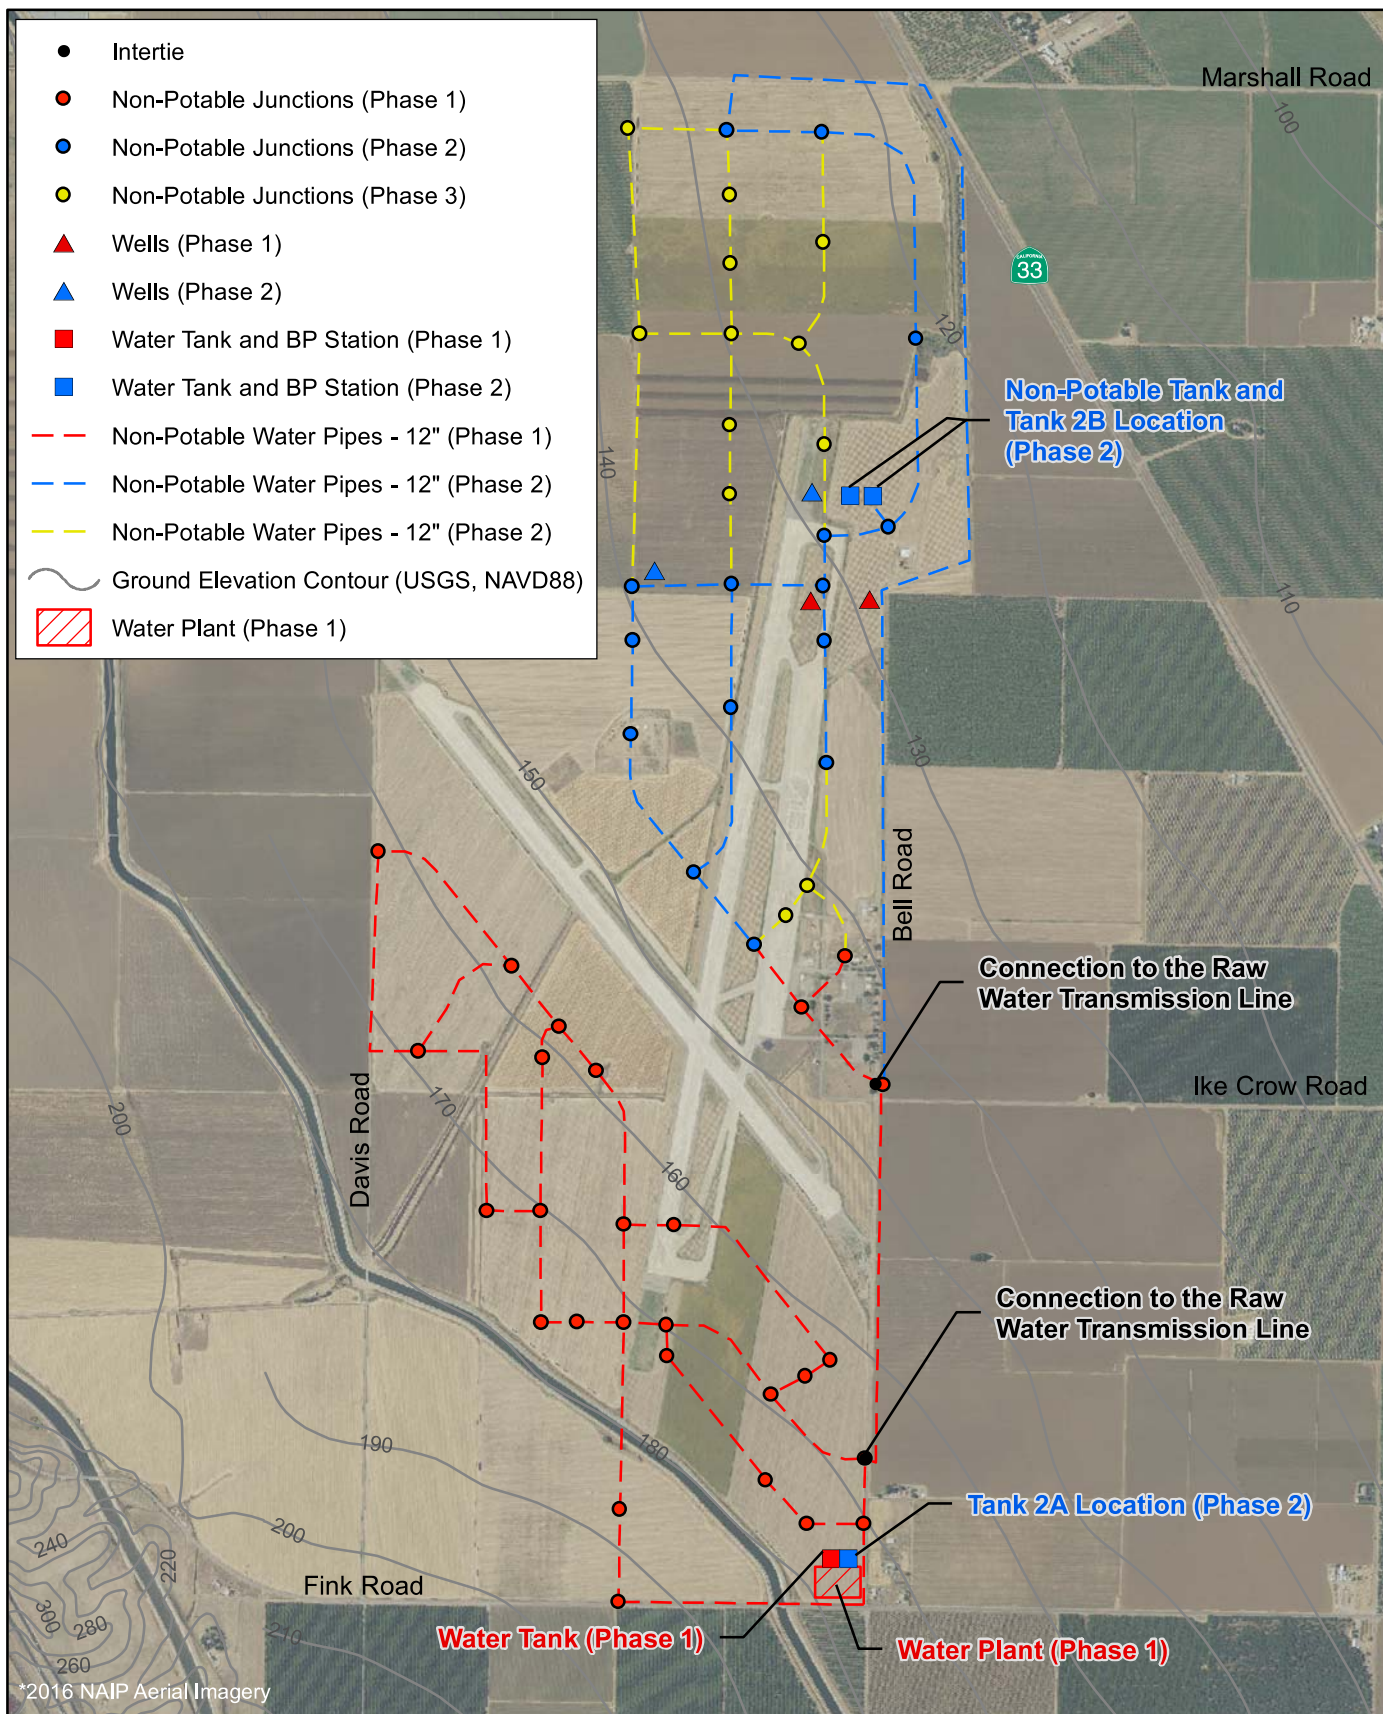 Intertie
Non-Potable Junctions (Phase 1)
Non-Potable Junctions (Phase 2)
Non-Potable Junctions (Phase 3)
Wells (Phase 1)
Wells (Phase 2)
Water Tank and BP Station (Phase 1)
Water Tank and BP Station (Phase 2)
Non-Potable Water Pipes - 12" (Phase 1)
Non-Potable Water Pipes - 12" (Phase 2)
Non-Potable Water Pipes - 12" (Phase 2)
Ground Elevation Contour (USGS, NAVD88)
Water Plant (Phase 1)
Marshall Road
100
CALIFORNIA
33
120
Non-Potable Tank and
Tank 2B Location
(Phase 2)
140
110
130
150
Bell Road
Connection to the Raw
Water Transmission Line
Ike Crow Road
200
170
Davis Road
160
Connection to the Raw
Water Transmission Line
190
180
Tank 2A Location (Phase 2)
200
240
220
Fink Road
300
280
210
260
Water Tank (Phase 1)
Water Plant (Phase 1)
*2016 NAIP Aerial Imagery